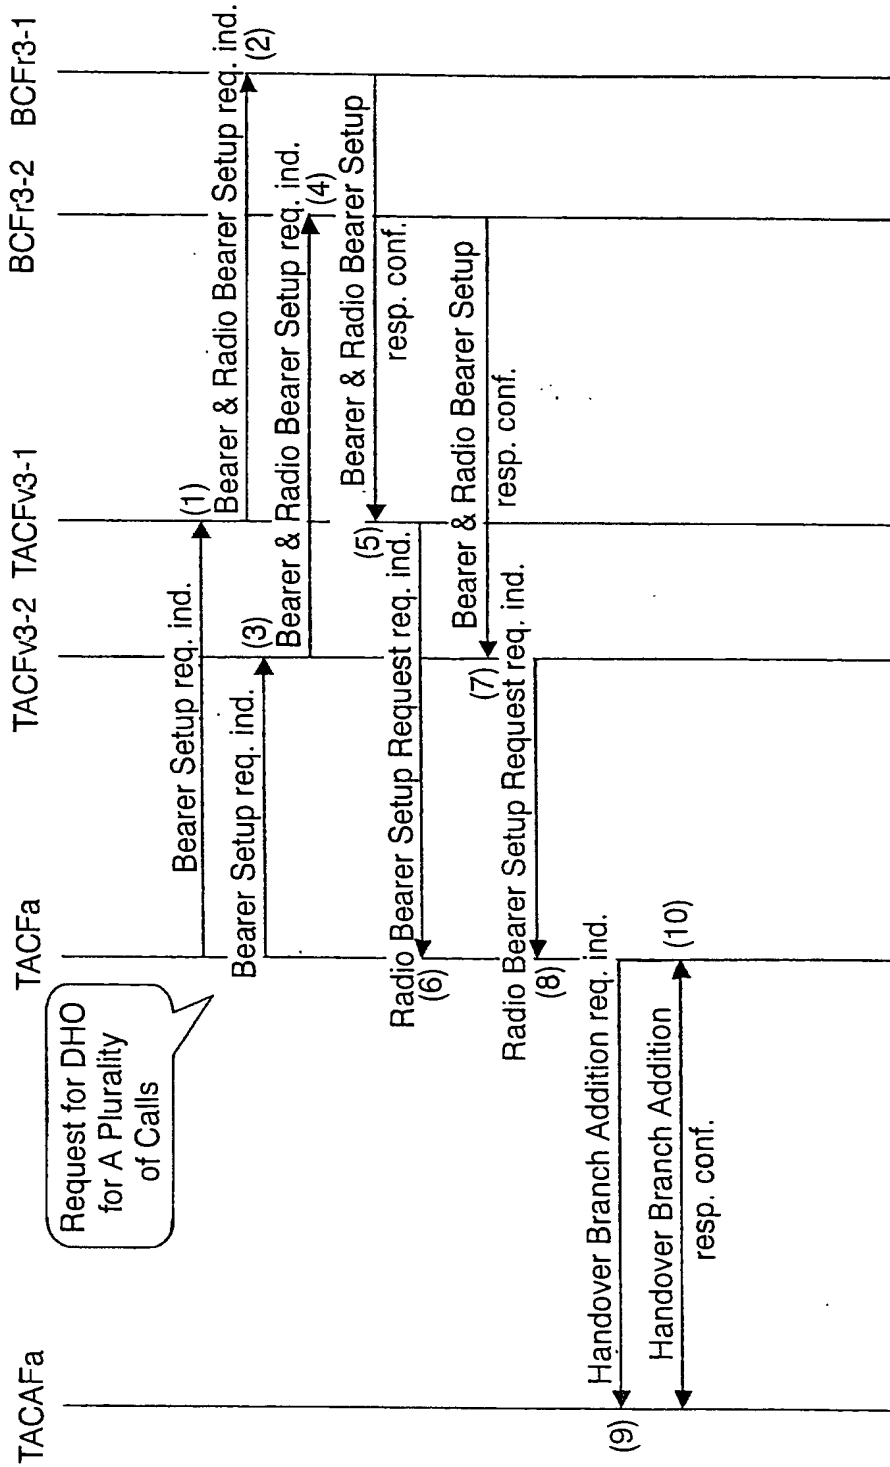 TACAFa
TACFa
TACFv3-2
TACFv3-1
BCFr3-2
BCFr3-1
Request for DHO
for A Plurality
of Calls
Bearer Setup req. ind.
(1)
Bearer & Radio Bearer Setup req. ind.
(2)
Bearer Setup req. ind.
(3)
Bearer & Radio Bearer Setup req. ind.
(4)
Bearer & Radio Bearer Setup
resp. conf.
(5)
Radio Bearer Setup Request req. ind.
(6)
Bearer & Radio Bearer Setup
resp. conf.
(7)
Radio Bearer Setup Request req. ind.
(8)
Handover Branch Addition req. ind.
(9)
Handover Branch Addition
resp. conf.
(10)